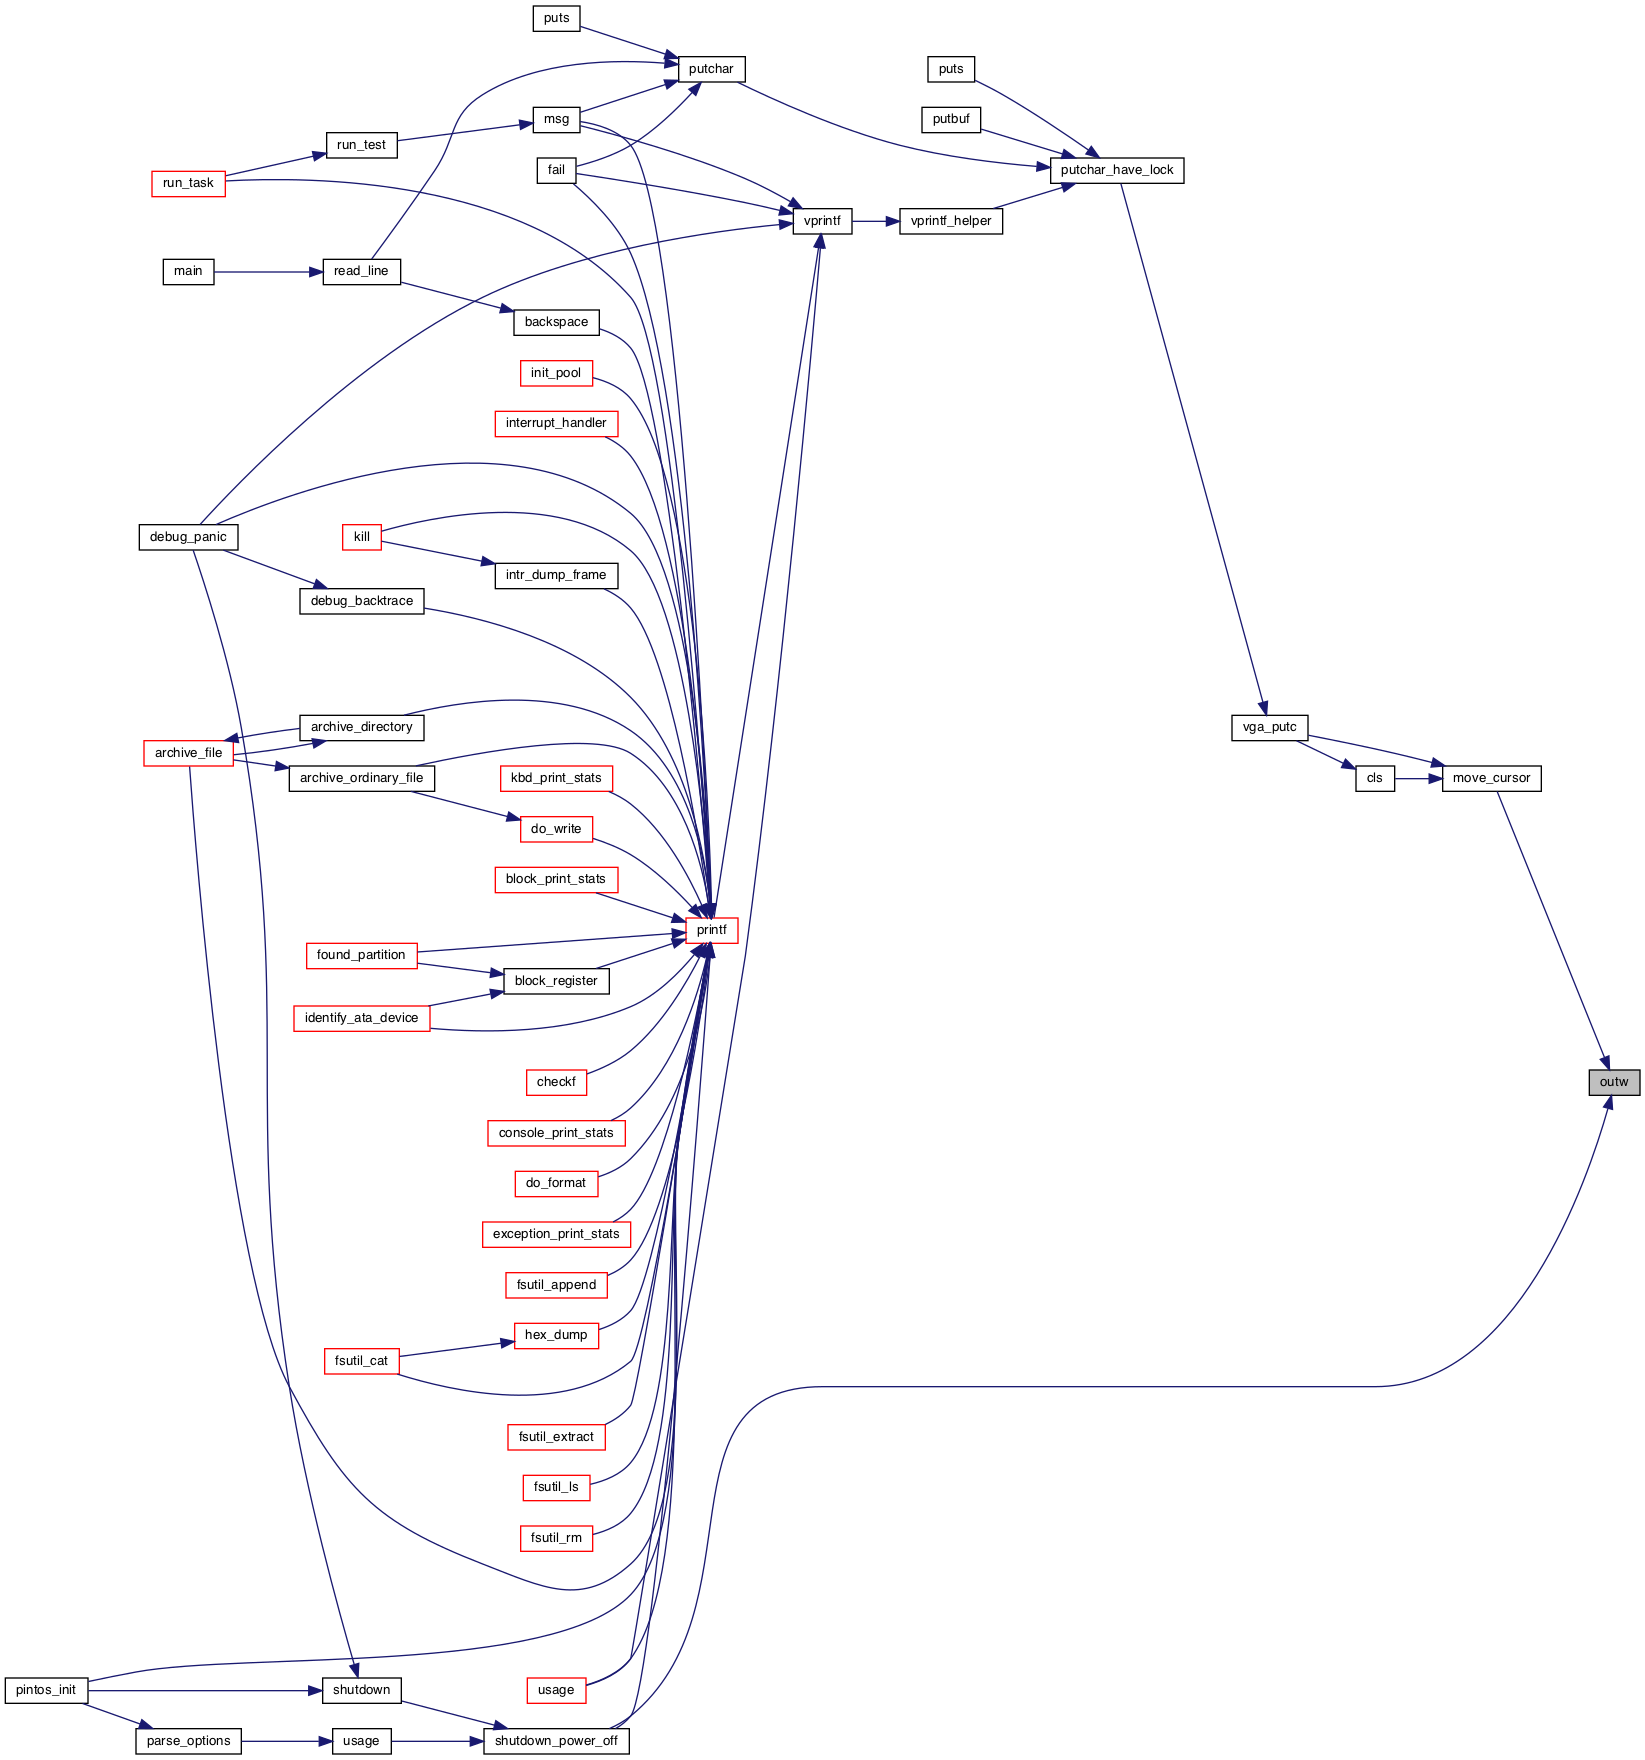 puts
putchar
puts
msg
putbuf
run_test
fail
putchar_have_lock
run_task
vprintf
vprintf_helper
main
read_line
backspace
init_pool
interrupt_handler
debug_panic
kill
intr_dump_frame
debug_backtrace
archive_directory
vga_putc
archive_file
archive_ordinary_file
kbd_print_stats
cls
move_cursor
do_write
block_print_stats
printf
found_partition
block_register
identify_ata_device
checkf
outw
console_print_stats
do_format
exception_print_stats
fsutil_append
hex_dump
fsutil_cat
fsutil_extract
fsutil_ls
fsutil_rm
pintos_init
shutdown
usage
parse_options
usage
shutdown_power_off